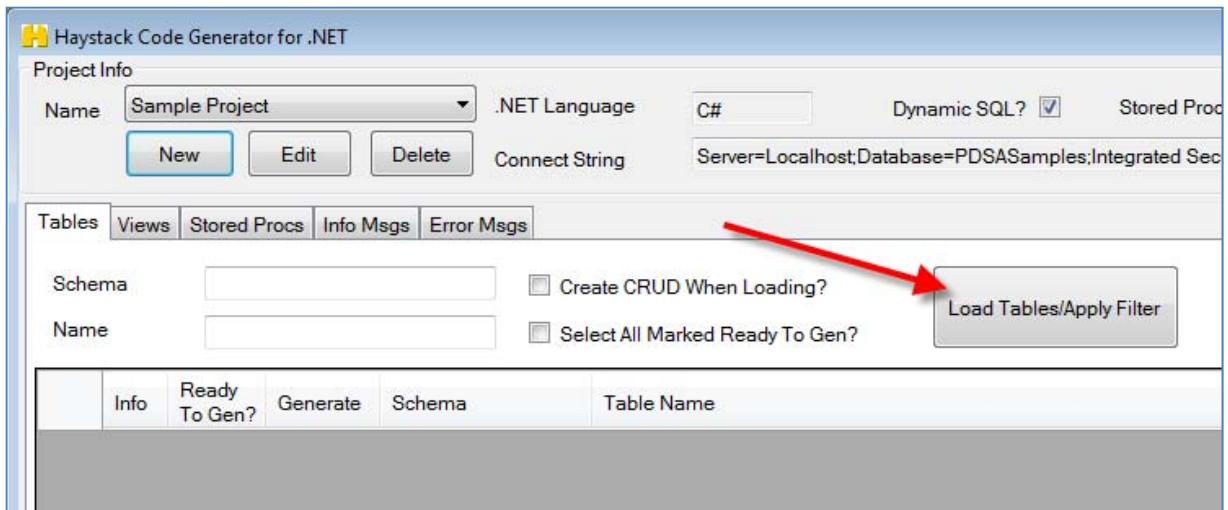 Haystack Code Generator for .NET
Project Info
Name Sample Project .NET Language C# Dynamic SQL? Stored Proc
New Edit Delete Connect String Server=Localhost;Database=PDSASamples;Integrated Sec
Tables Views Stored Procs Info Msgs Error Msgs
Schema Create CRUD When Loading?
Load Tables/Apply Filter
Name Select All Marked Ready To Gen?
Info Ready To Gen? Generate Schema Table Name